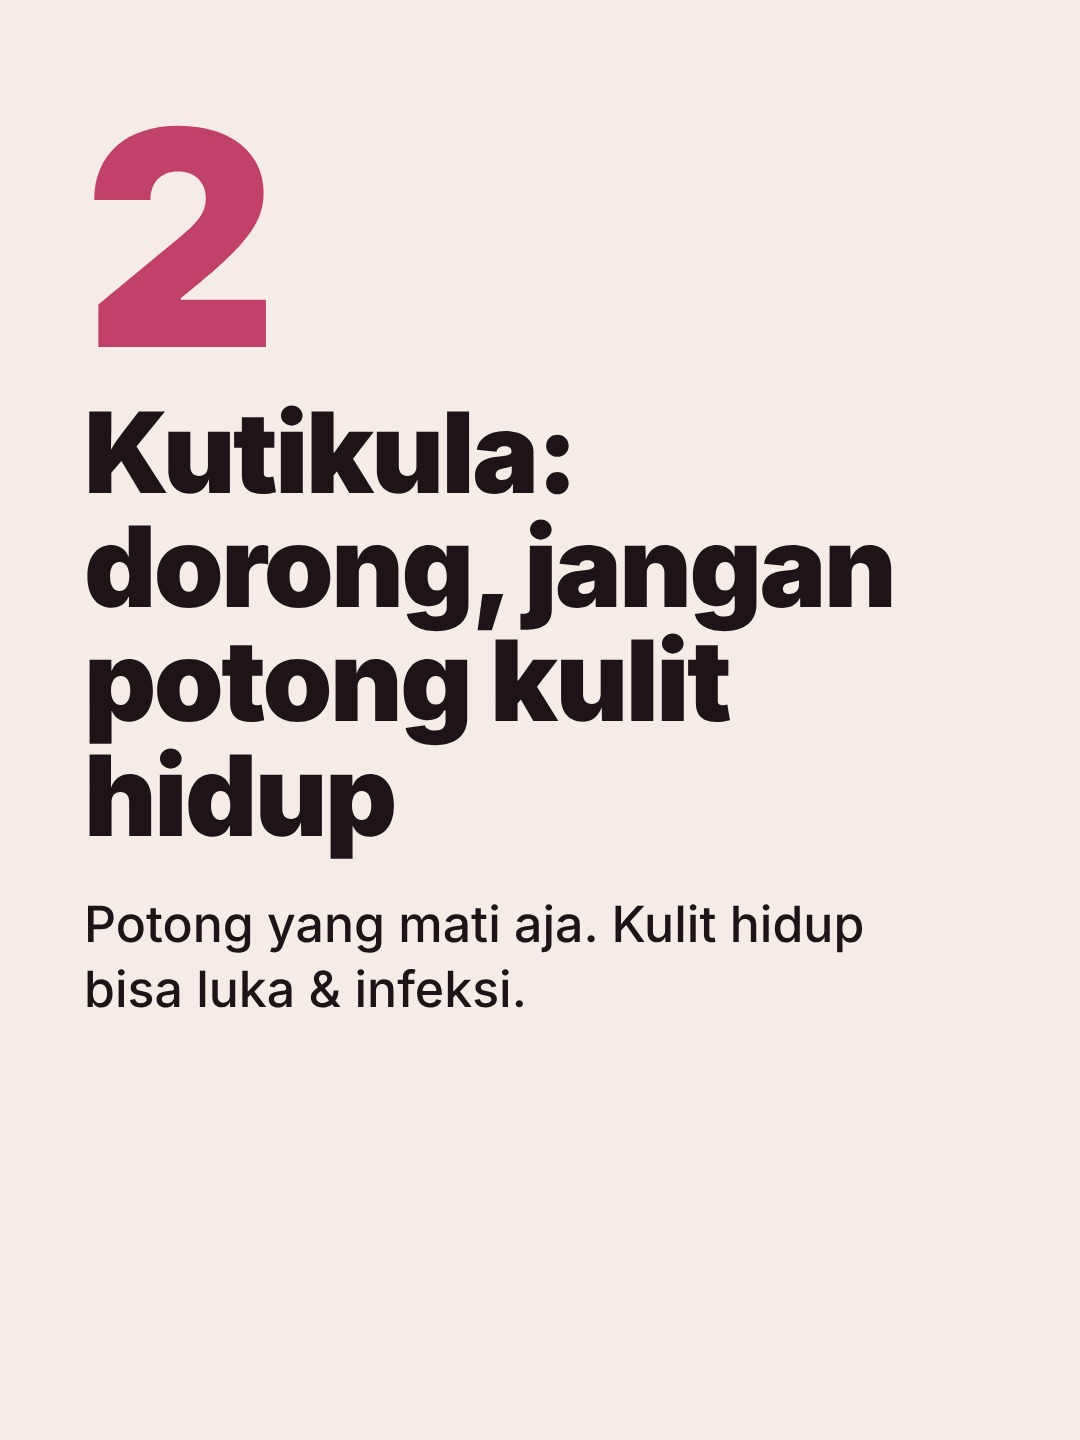 2
Kutikula:
dorong, jangan
potong kulit
hidup
Potong yang mati aja. Kulit hidup
bisa luka & infeksi.